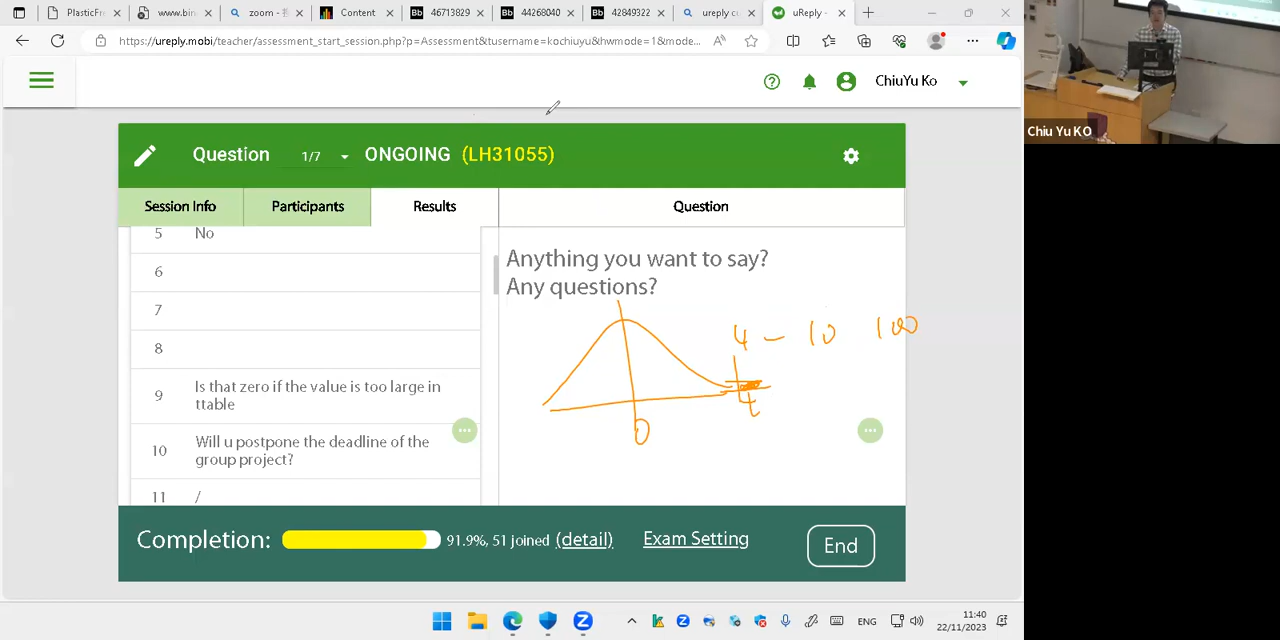 PlasticFre
www.bin
zoom - 搜
Content
46713829
44268040
42849322
ureply cu
uReply -
https://ureply.mobi/teacher/assessment_start_session.php?p=Assessment&tusername=kochiuyu&hwmode=1&mode...
ChiuYu Ko
Chiu Yu KO
Question 1/7 ONGOING (LH31055)
Session Info Participants Results Question
5 No
6
7
8
9 Is that zero if the value is too large in
ttable
10 Will u postpone the deadline of the
group project?
11 /
Anything you want to say?
Any questions?
4 – 10 100
0
Completion: 91.9%, 51 joined (detail) Exam Setting End
ENG
11:40
22/11/2023